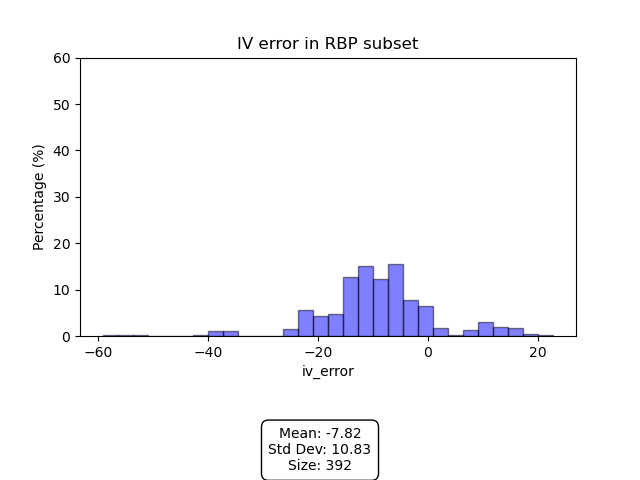 IV error in RBP subset
60
50
40
30
20
10
0
Percentage (%)
−60 −40 −20 0 20
iv_error
Mean: -7.82
Std Dev: 10.83
Size: 392